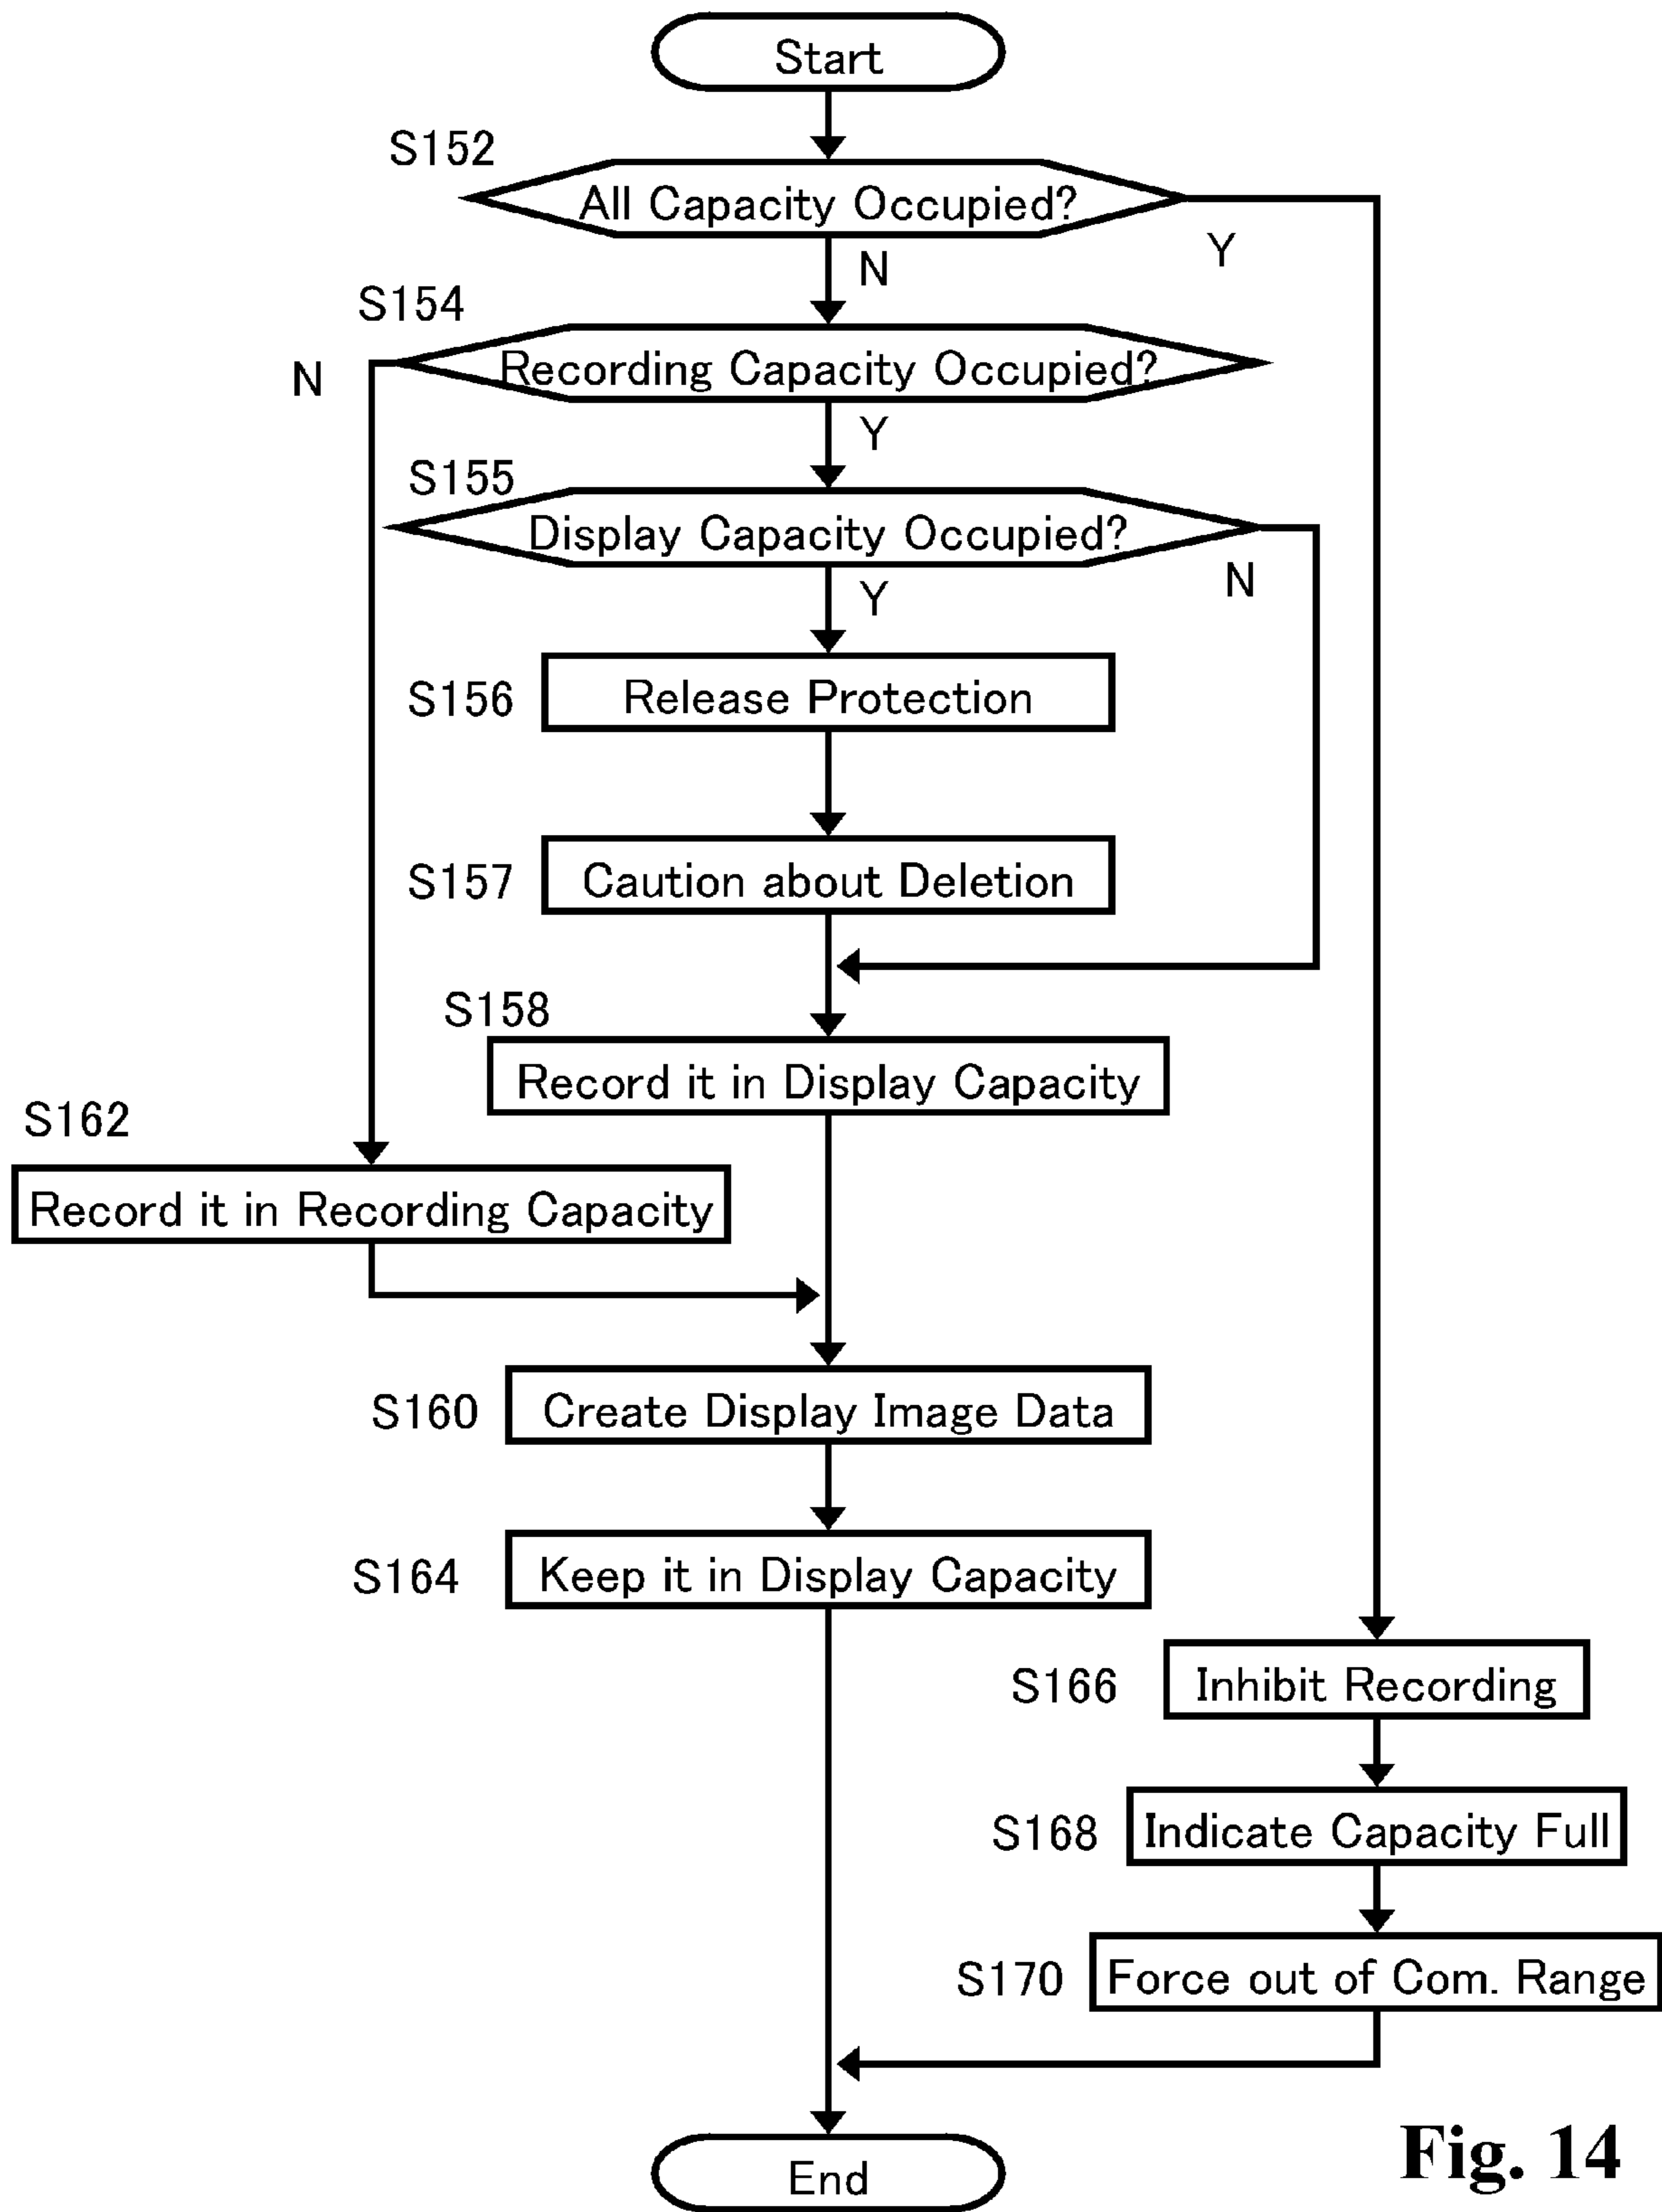 Start
S152
All Capacity Occupied?
Y
N
S154
Recording Capacity Occupied?
N
Y
S155
Display Capacity Occupied?
N
Y
S156
Release Protection
S157
Caution about Deletion
S158
Record it in Display Capacity
S162
Record it in Recording Capacity
S160
Create Display Image Data
S164
Keep it in Display Capacity
S166
Inhibit Recording
S168
Indicate Capacity Full
S170
Force out of Com. Range
End
Fig. 14